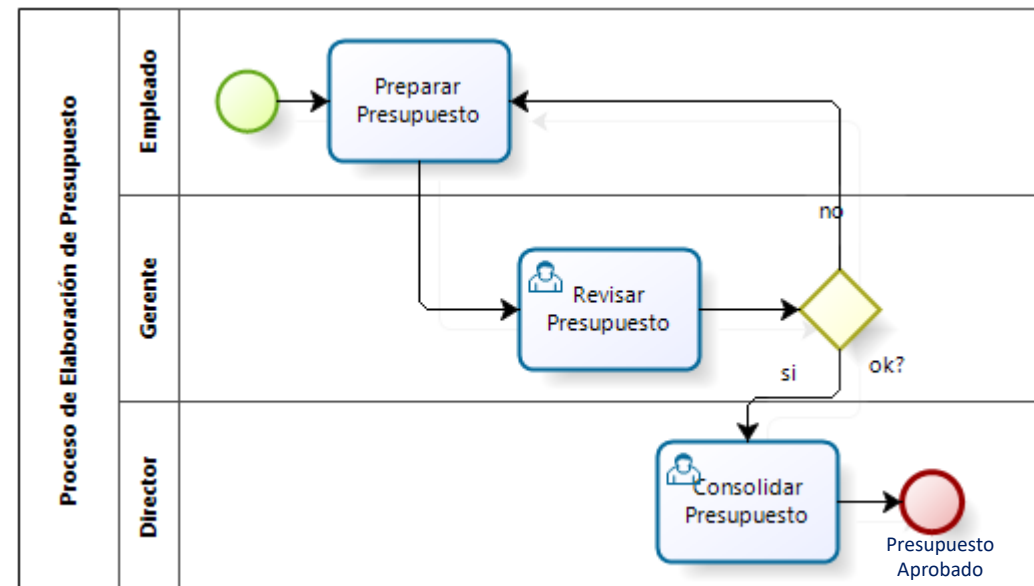 Proceso de Elaboración de Presupuesto
Empleado
Preparar
Presupuesto
no
Gerente
Revisar
Presupuesto
ok?
si
Director
Consolidar
Presupuesto
Presupuesto
Aprobado